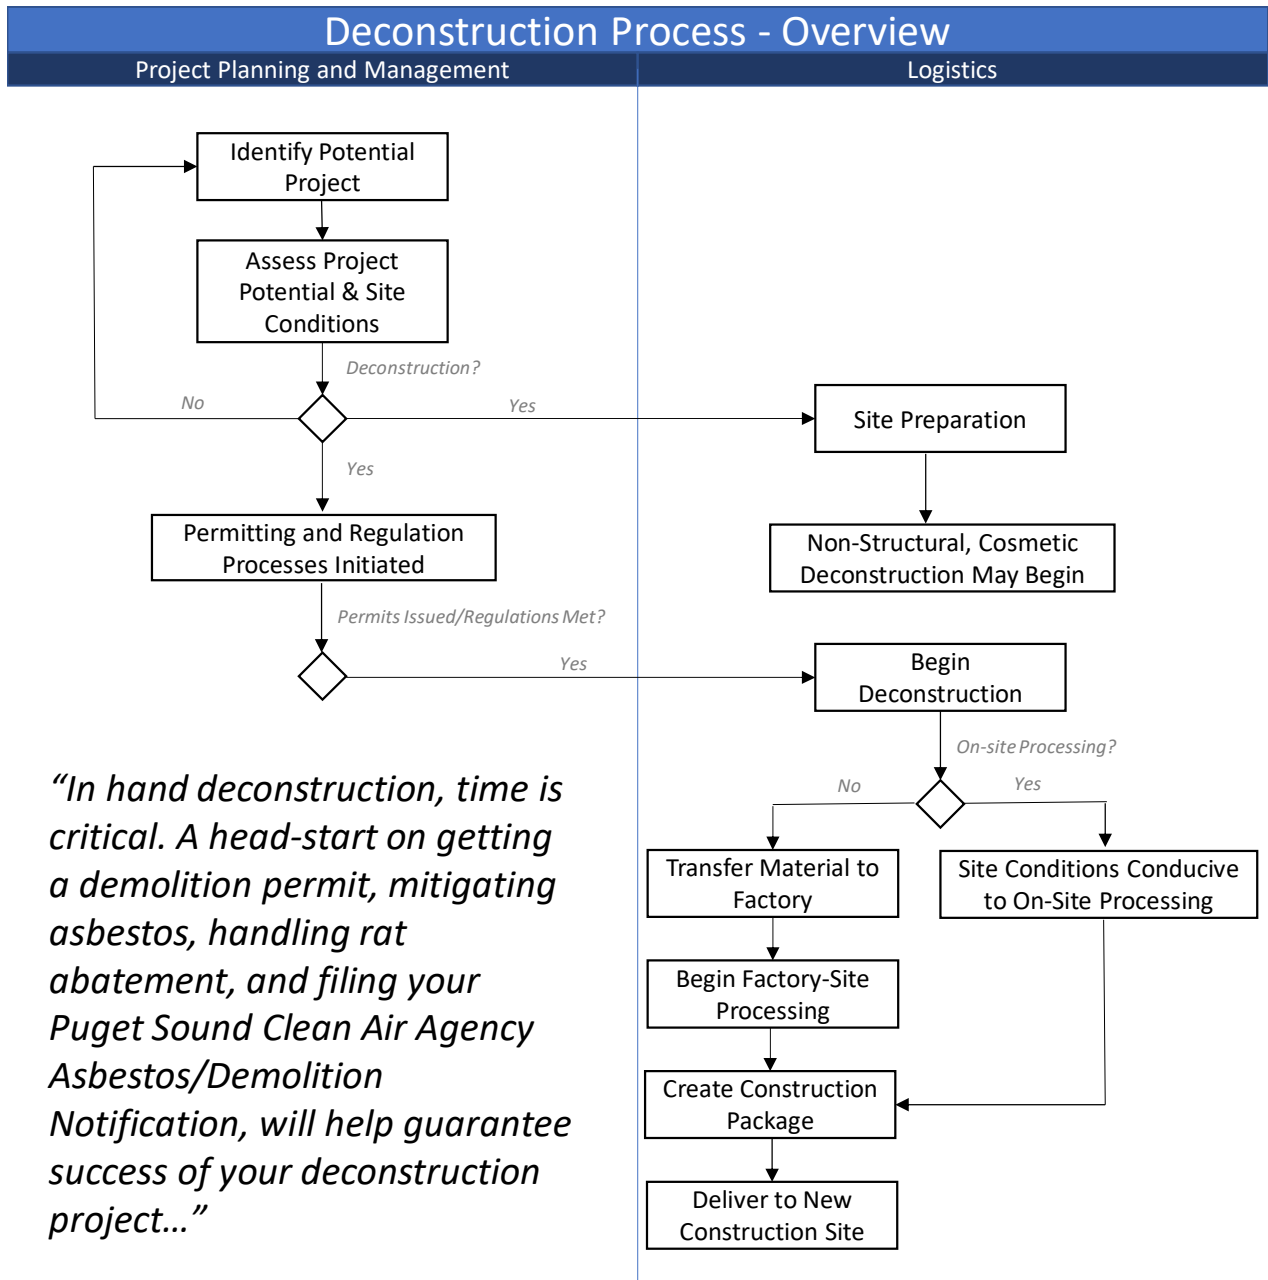 Deconstruction Process - Overview
Project Planning and Management
Logistics
Identify Potential
Project
Assess Project
Potential & Site
Conditions
Deconstruction?
No
Yes
Yes
Site Preparation
Non-Structural, Cosmetic
Deconstruction May Begin
Permitting and Regulation
Processes Initiated
Permits Issued/Regulations Met?
Yes
Begin
Deconstruction
On-site Processing?
No
Yes
Transfer Material to
Factory
Site Conditions Conducive
to On-Site Processing
Begin Factory-Site
Processing
Create Construction
Package
Deliver to New
Construction Site
“In hand deconstruction, time is
critical. A head-start on getting
a demolition permit, mitigating
asbestos, handling rat
abatement, and filing your
Puget Sound Clean Air Agency
Asbestos/Demolition
Notification, will help guarantee
success of your deconstruction
project…”